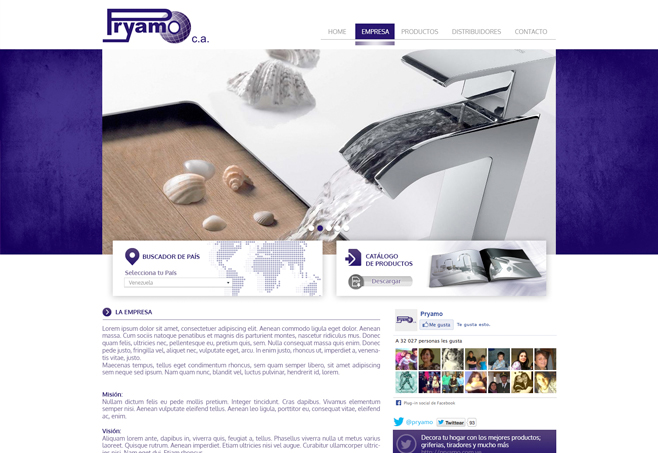 Pryamo
c.a.
HOME EMPRESA PRODUCTOS DISTRIBUIDORES CONTACTO
BUSCADOR DE PAÍS
Selecciona tu País
Venezuela
CATÁLOGO
DE PRODUCTOS
Descargar
LA EMPRESA
Lorem ipsum dolor sit amet, consectetuer adipiscing elit. Aenean commodo ligula eget dolor. Aenean
massa. Cum sociis natoque penatibus et magnis dis parturient montes, nascetur ridiculus mus. Donec
quam felis, ultricies nec, pellentesque eu, pretium quis, sem. Nulla consequat massa quis enim. Donec
pede justo, fringilla vel, aliquet nec, vulputate eget, arcu. In enim justo, rhoncus ut, imperdiet a, venena-
tis vitae, justo.
Maecenas tempus, tellus eget condimentum rhoncus, sem quam semper libero, sit amet adipiscing
sem neque sed ipsum. Nam quam nunc, blandit vel, luctus pulvinar, hendrerit id, lorem.
Misión:
Nullam dictum felis eu pede mollis pretium. Integer tincidunt. Cras dapibus. Vivamus elementum
semper nisi. Aenean vulputate eleifend tellus. Aenean leo ligula, porttitor eu, consequat vitae, eleifend
ac, enim.
Visión:
Aliquam lorem ante, dapibus in, viverra quis, feugiat a, tellus. Phasellus viverra nulla ut metus varius
laoreet. Quisque rutrum. Aenean imperdiet. Etiam ultricies nisi vel augue. Curabitur ullamcorper ultric-
Pryamo
Me gusta Te gusta esto.
A 32 027 personas les gusta
Plug-in social de Facebook
@pryamo Twittear 93
Decora tu hogar con los mejores productos;
griferías, tiradores y mucho más